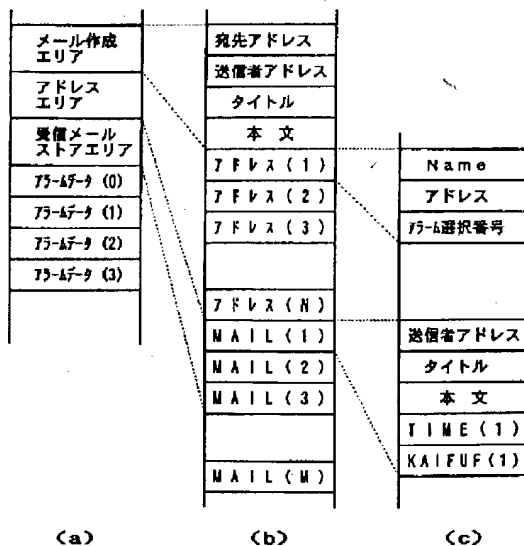 メール作成
エリア
アドレス
エリア
受信メール
ストアエリア
アラームデータ (0)
アラームデータ (1)
アラームデータ (2)
アラームデータ (3)
(a)
宛先アドレス
送信者アドレス
タイトル
本文
アドレス(1)
アドレス(2)
アドレス(3)
アドレス(N)
MAIL(1)
MAIL(2)
MAIL(3)
MAIL(M)
(b)
Name
アドレス
アラーム選択番号
送信者アドレス
タイトル
本文
TIME(1)
KAIFUF(1)
(c)